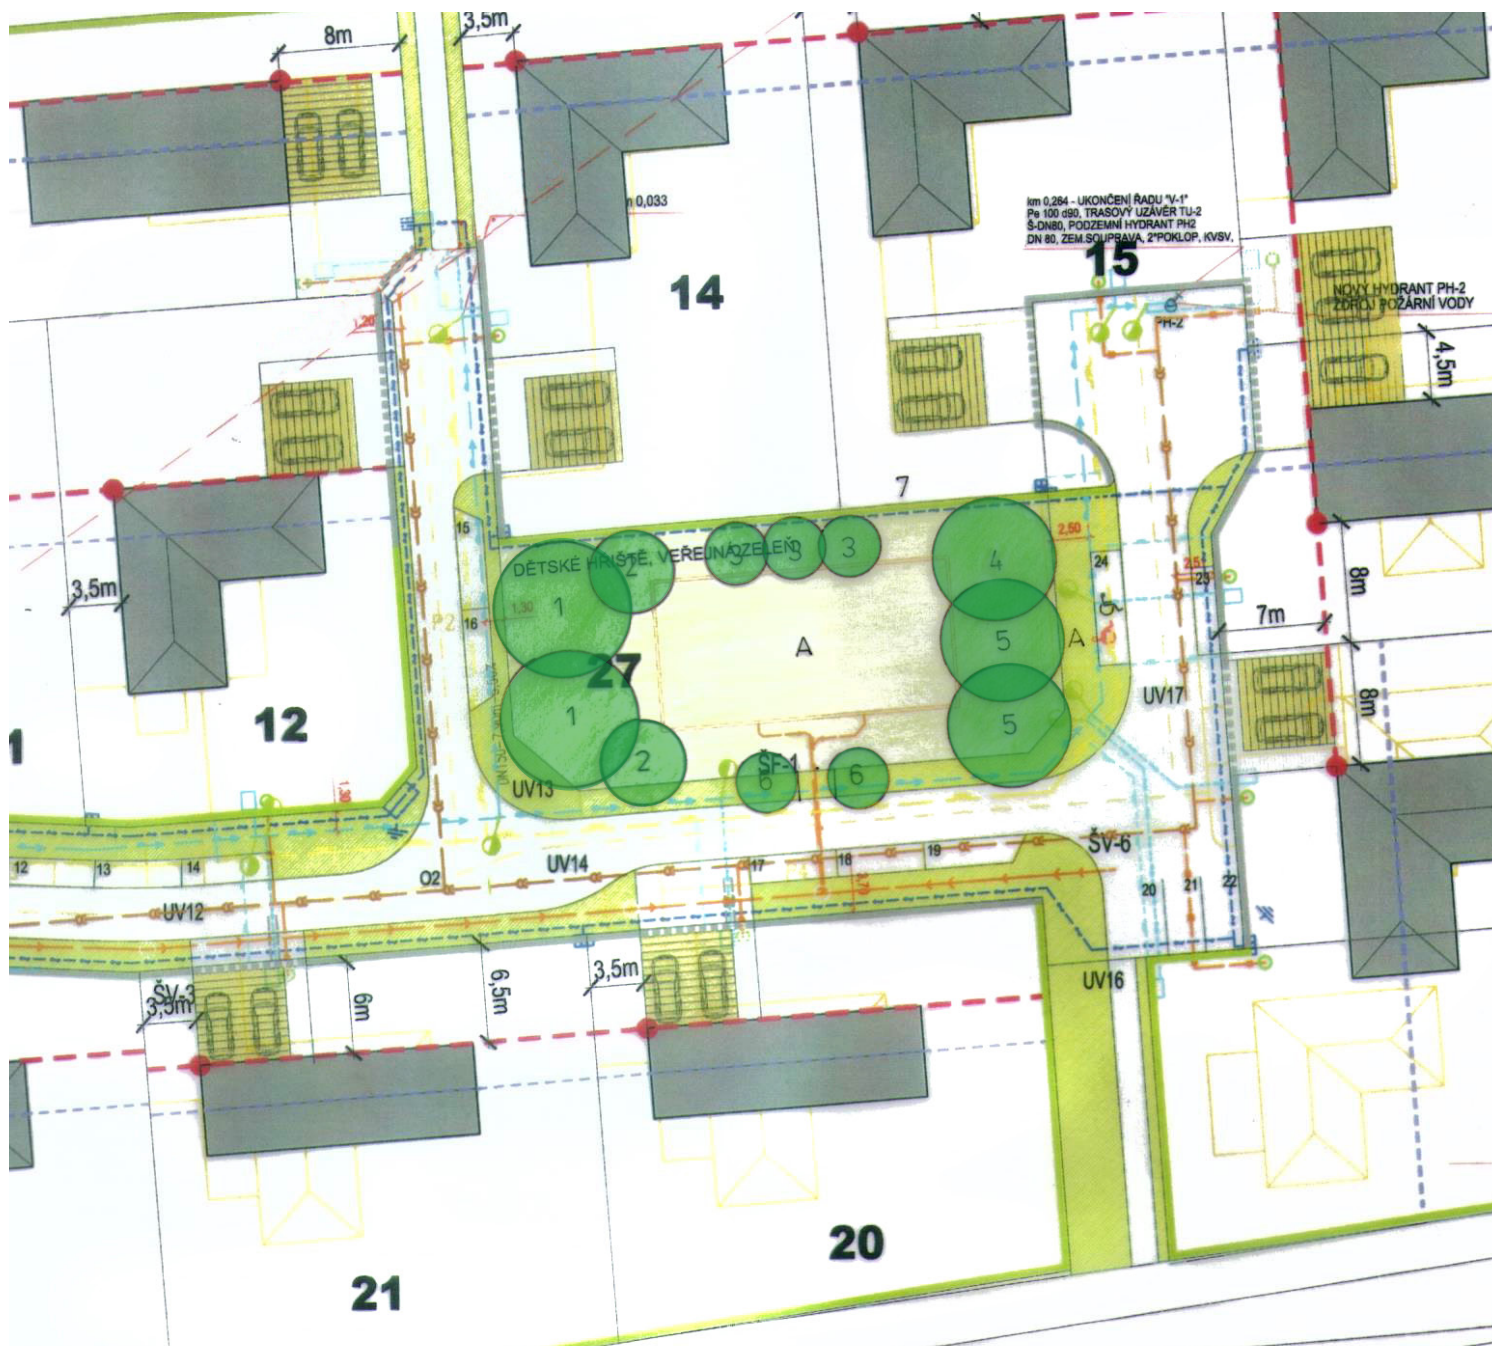 3,5m
8m
n 0,033
km 0,264 - UKONČENÍ ŘADU "V-1"
Pe 100 d90, TRASOVÝ UZÁVĚR TU-2
Š-DN80, PODZEMNÍ HYDRANT PH2
DN 80, ZEM.SOUPRAVA, 2*POKLOP, KVSV,
15
14
NOVÝ HYDRANT PH-2
ZDROJ POŽÁRNÍ VODY
PH-2
4,5m
7
15
2,50
DĚTSKÉ HŘIŠTĚ, VEŘEJNÁ ZELEŇ
2
3
3
3
4
24
23
8m
3,5m
1
1,30
16
5
A
A
7m
27
UV17
8m
12
1
1
2
5
ŠF-1
6
6
UV13
1,30
12
13
14
O2
UV14
17
18
19
ŠV-6
20
21
22
UV12
3,5m
UV16
ŠV-3
3,5m
6m
6,5m
20
21